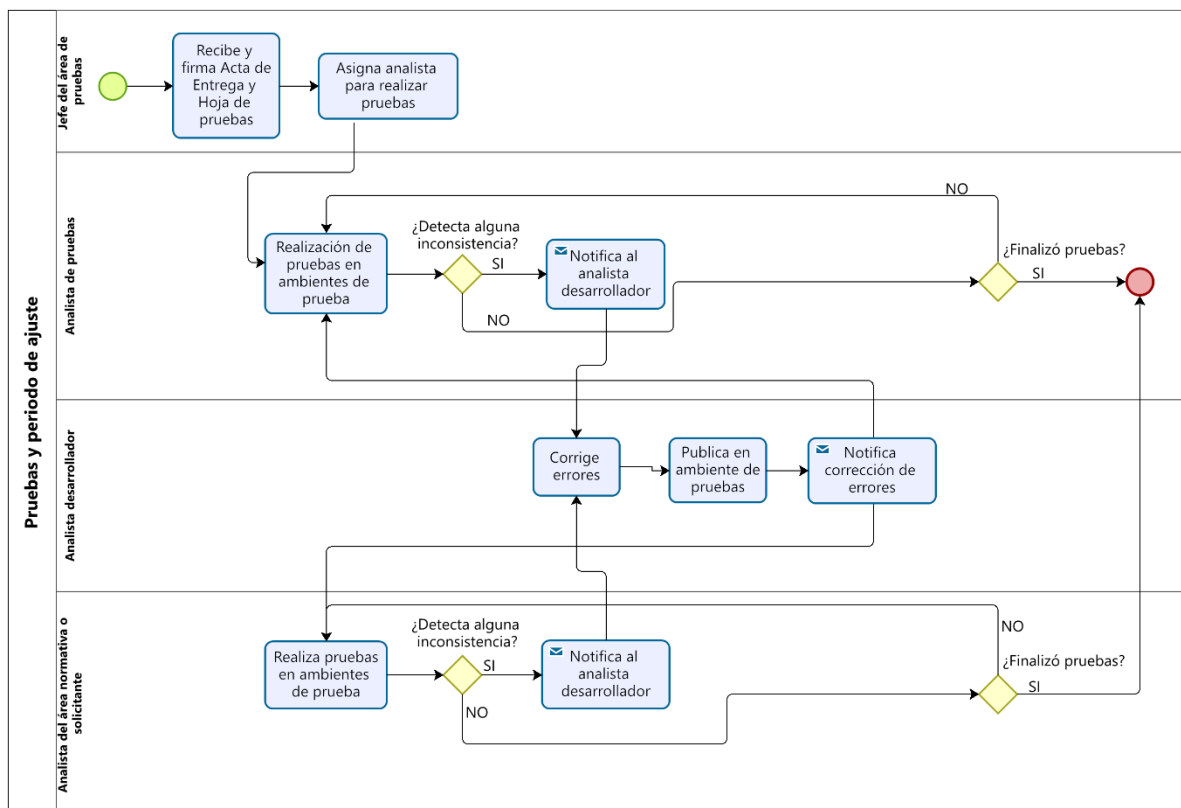 Pruebas y periodo de ajuste
Jefe del área de
pruebas
Recibe y
firma Acta de
Entrega y
Hoja de
pruebas
Asigna analista
para realizar
pruebas
Analista de pruebas
Realización de
pruebas en
ambientes de
prueba
¿Detecta alguna
inconsistencia?
SI
NO
Notifica al
analista
desarrollador
NO
¿Finalizó pruebas?
SI
Analista desarrollador
Corrige
errores
Publica en
ambiente de
pruebas
Notifica
corrección de
errores
Analista del área normativa o
solicitante
Realiza pruebas
en ambientes
de prueba
¿Detecta alguna
inconsistencia?
SI
NO
Notifica al
analista
desarrollador
NO
¿Finalizó pruebas?
SI